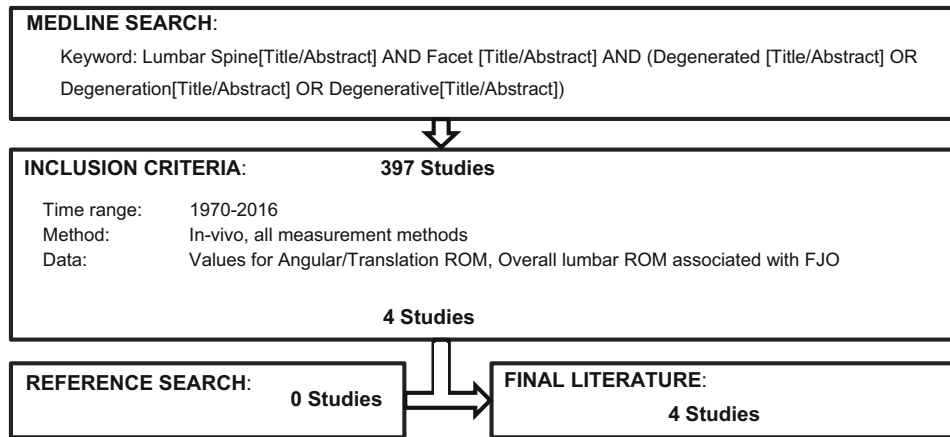 MEDLINE SEARCH:
Keyword: Lumbar Spine[Title/Abstract] AND Facet [Title/Abstract] AND (Degenerated [Title/Abstract] OR
Degeneration[Title/Abstract] OR Degenerative[Title/Abstract])
INCLUSION CRITERIA: 397 Studies
Time range: 1970-2016
Method: In-vivo, all measurement methods
Data: Values for Angular/Translation ROM, Overall lumbar ROM associated with FJO
4 Studies
REFERENCE SEARCH:
0 Studies
FINAL LITERATURE:
4 Studies